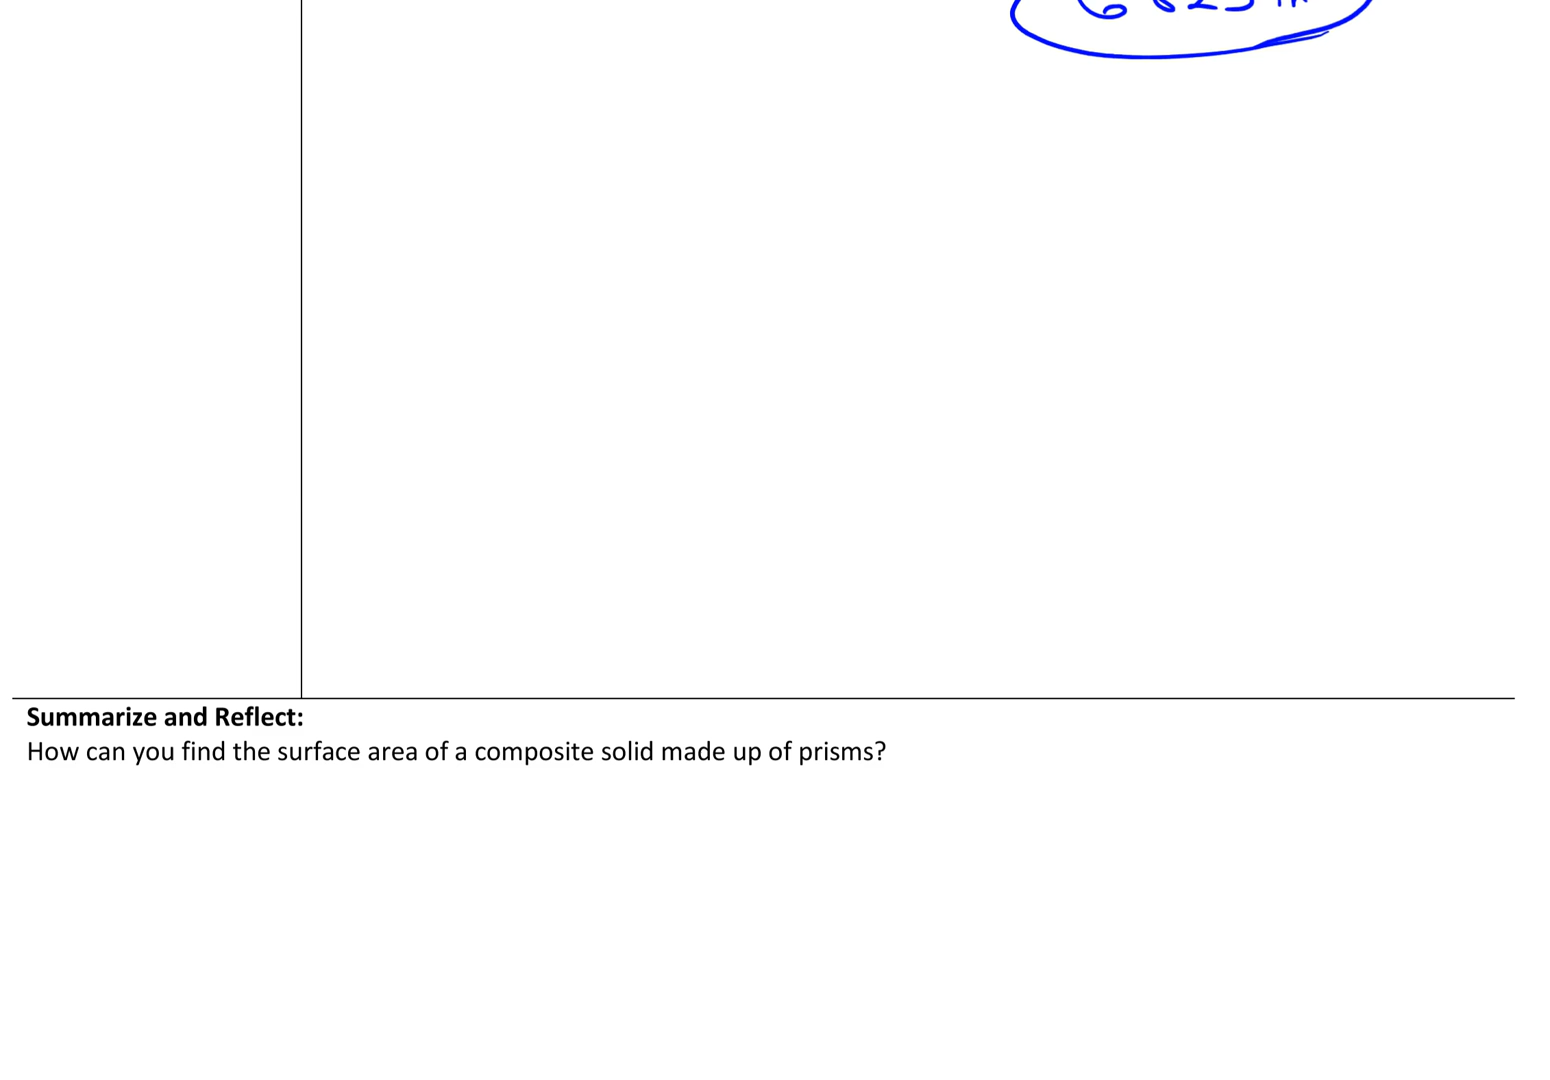 Summarize and Reflect:
How can you find the surface area of a composite solid made up of prisms?